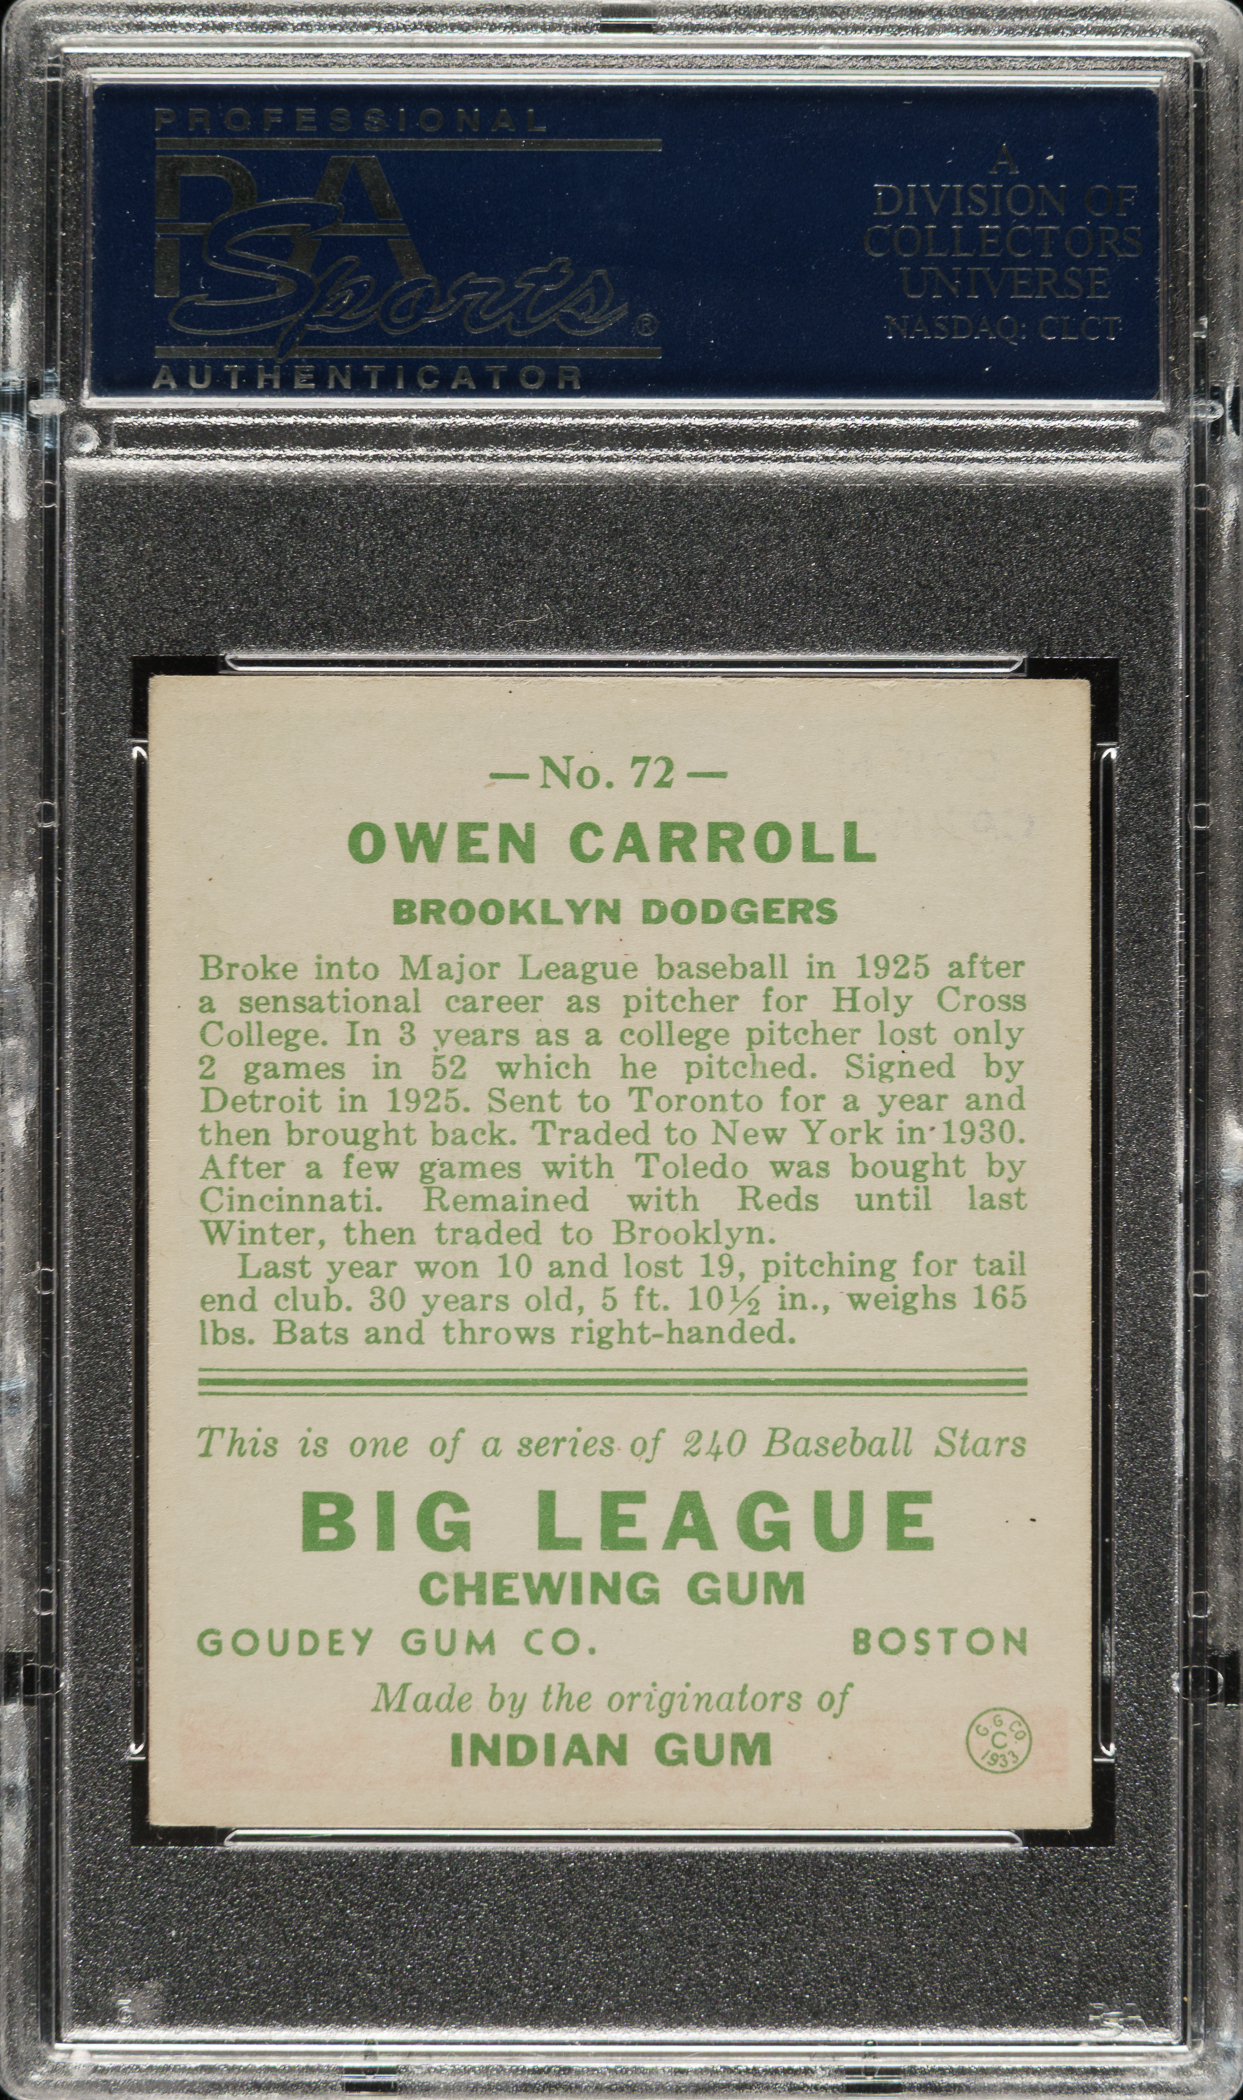 PROFESSIONAL
PSA
Sports®
AUTHENTICATOR
A
DIVISION OF
COLLECTORS
UNIVERSE
NASDAQ: CLCT
—No. 72—
OWEN CARROLL
BROOKLYN DODGERS
Broke into Major League baseball in 1925 after
a sensational career as pitcher for Holy Cross
College. In 3 years as a college pitcher lost only
2 games in 52 which he pitched. Signed by
Detroit in 1925. Sent to Toronto for a year and
then brought back. Traded to New York in 1930.
After a few games with Toledo was bought by
Cincinnati. Remained with Reds until last
Winter, then traded to Brooklyn.
Last year won 10 and lost 19, pitching for tail
end club. 30 years old, 5 ft. 10½ in., weighs 165
lbs. Bats and throws right-handed.
This is one of a series of 240 Baseball Stars
BIG LEAGUE
CHEWING GUM
GOUDEY GUM CO. BOSTON
Made by the originators of
INDIAN GUM
G. G. CO.
C
1933
PSA